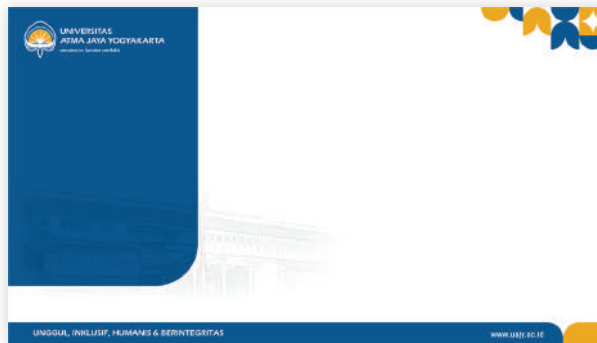 UNIVERSITAS
ATMA JAYA YOGYAKARTA
UNGGUL, INKLUSIF, HUMANIS & BERINTEGRITAS
www.uajy.ac.id